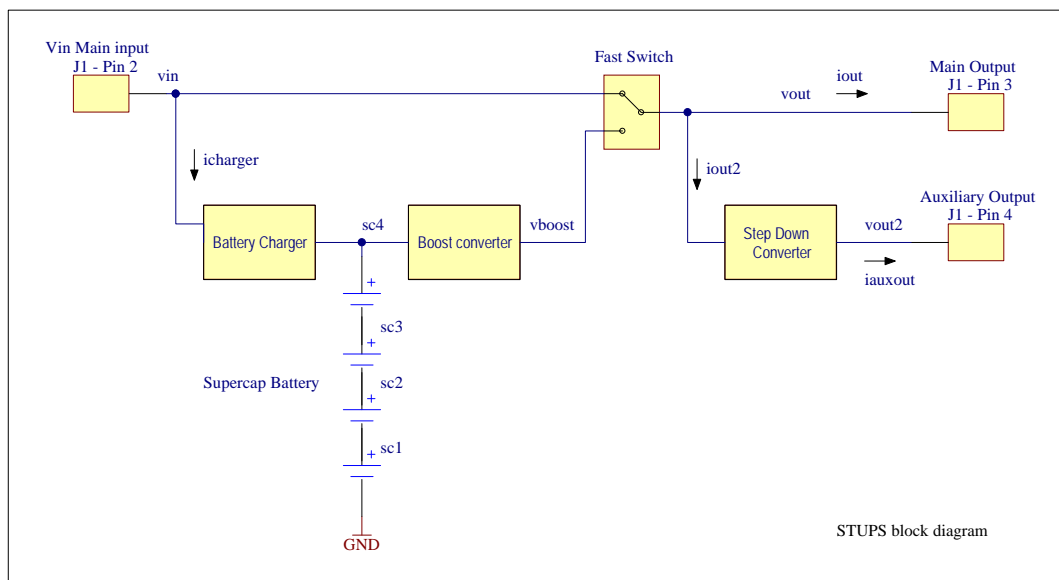 Vin Main input
J1 - Pin 2
vin
Fast Switch
iout
vout
Main Output
J1 - Pin 3
icharger
iout2
Battery Charger
sc4
Boost converter
vboost
Step Down
Converter
vout2
iauxout
Auxiliary Output
J1 - Pin 4
+
sc3
+
Supercap Battery
sc2
+
sc1
+
GND
STUPS block diagram